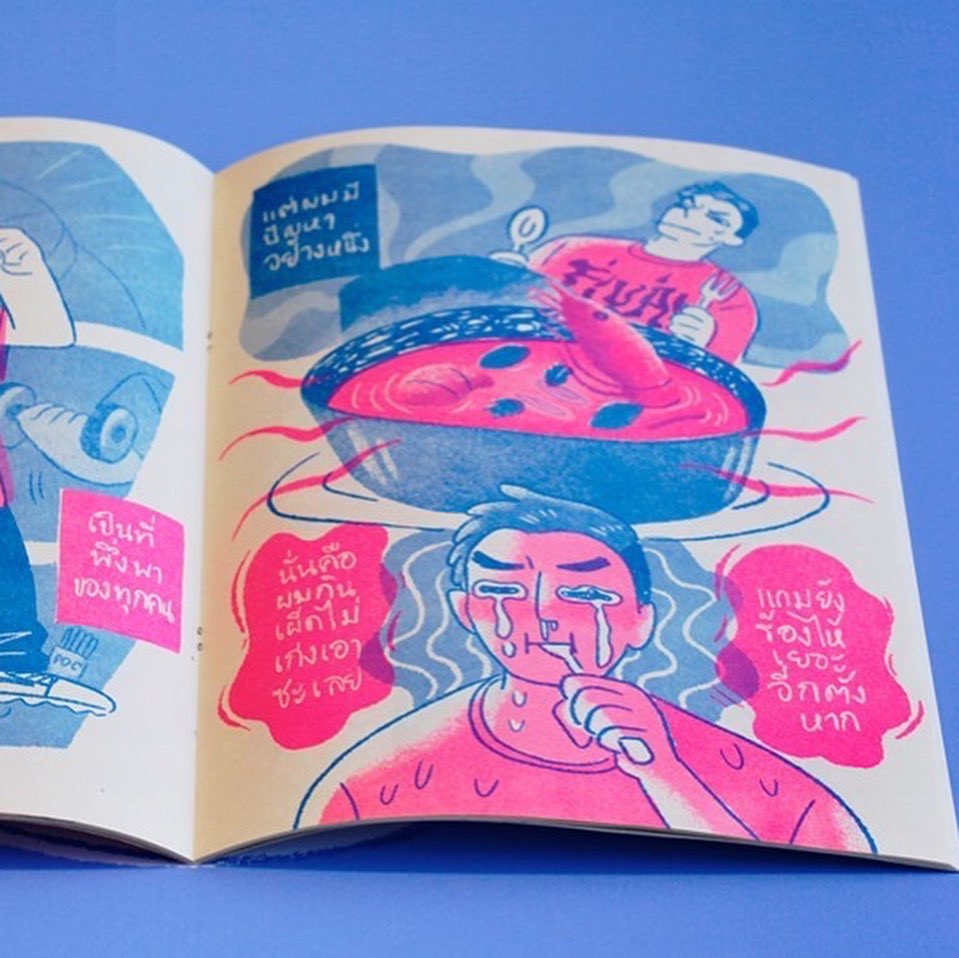 เป็นที่
พึ่งพา
ของทุกคน
แต่ผมมี
ปัญหา
อย่างหนึ่ง
นั่นคือ
ผมกิน
เผ็ดไม่
เก่งเอา
ซะเลย
แถมยัง
ร้องไห้
เยอะ
อีกต่าง
หาก